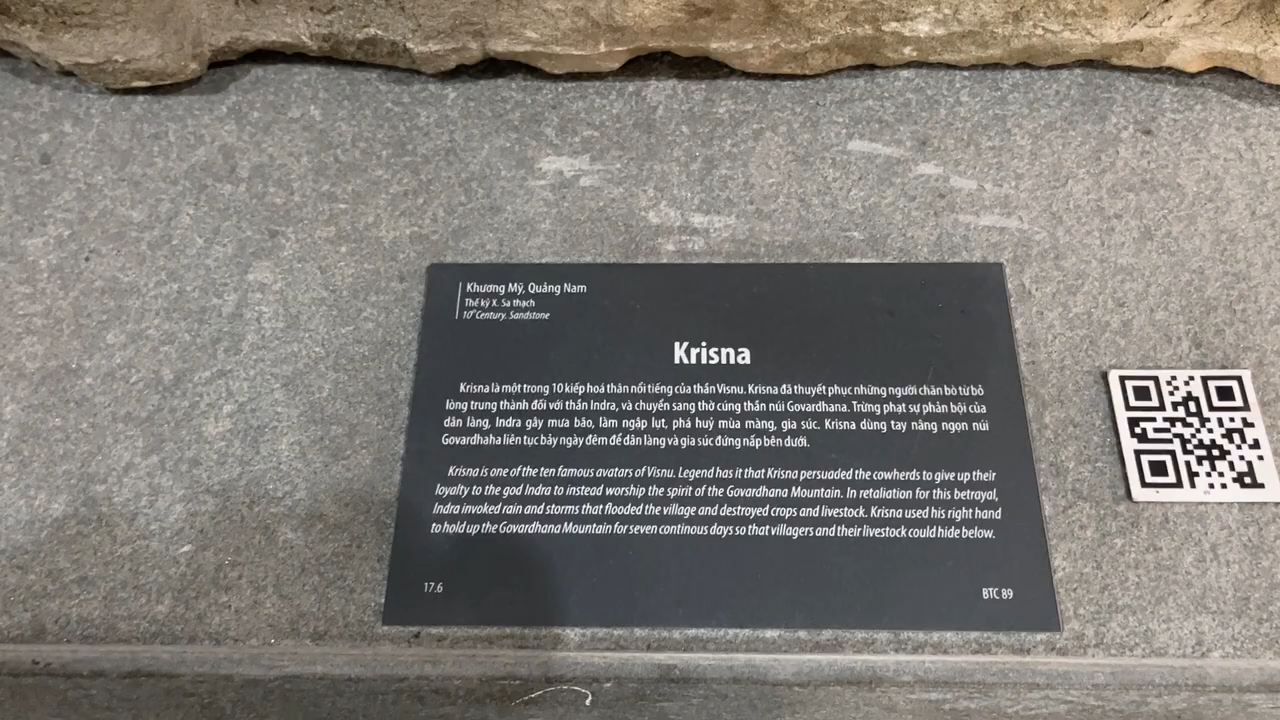 Khương Mỹ, Quảng Nam
Thế kỷ X. Sa thạch
10th Century. Sandstone
Krisna
Krisna là một trong 10 kiếp hoá thân nổi tiếng của thần Visnu. Krisna đã thuyết phục những người chăn bò từ bỏ
lòng trung thành đối với thần Indra, và chuyển sang thờ cúng thần núi Govardhana. Trừng phạt sự phản bội của
dân làng, Indra gây mưa bão, làm ngập lụt, phá huỷ mùa màng, gia súc. Krisna dùng tay nâng ngọn núi
Govardhaha liên tục bảy ngày đêm để dân làng và gia súc đứng nấp bên dưới.
Krisna is one of the ten famous avatars of Visnu. Legend has it that Krisna persuaded the cowherds to give up their
loyalty to the god Indra to instead worship the spirit of the Govardhana Mountain. In retaliation for this betrayal,
Indra invoked rain and storms that flooded the village and destroyed crops and livestock. Krisna used his right hand
to hold up the Govardhana Mountain for seven continous days so that villagers and their livestock could hide below.
17.6
BTC 89